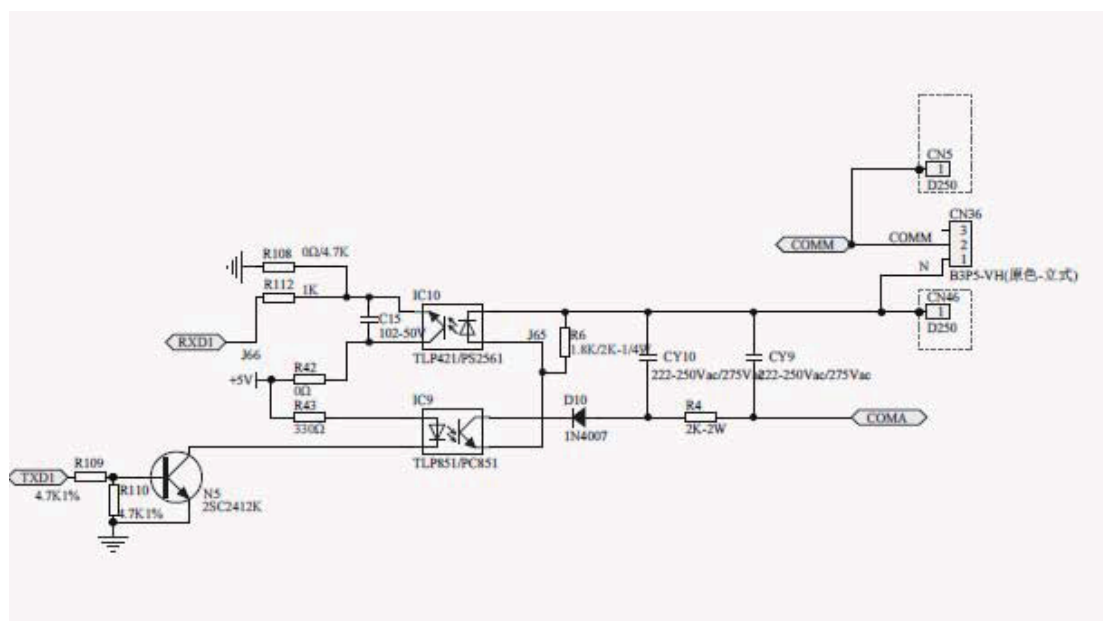 CN5
1
D250
CN36
COMM
COMM
3
2
1
N
B3P5-VH(原色-立式)
R108
0Ω/4.7K
R112
1K
IC10
CN46
1
D250
C15
102-50V
RXD1
J66
J65
R6
1.8K/2K-1/4W
TLP421/PS2561
CY10
CY9
222-250Vac/275Vac
222-250Vac/275Vac
R42
+5V
0Ω
IC9
D10
R43
R4
330Ω
COMA
1N4007
2K-2W
TLP851/PC851
R109
TXD1
4.7K1%
R110
4.7K1%
N5
2SC2412K